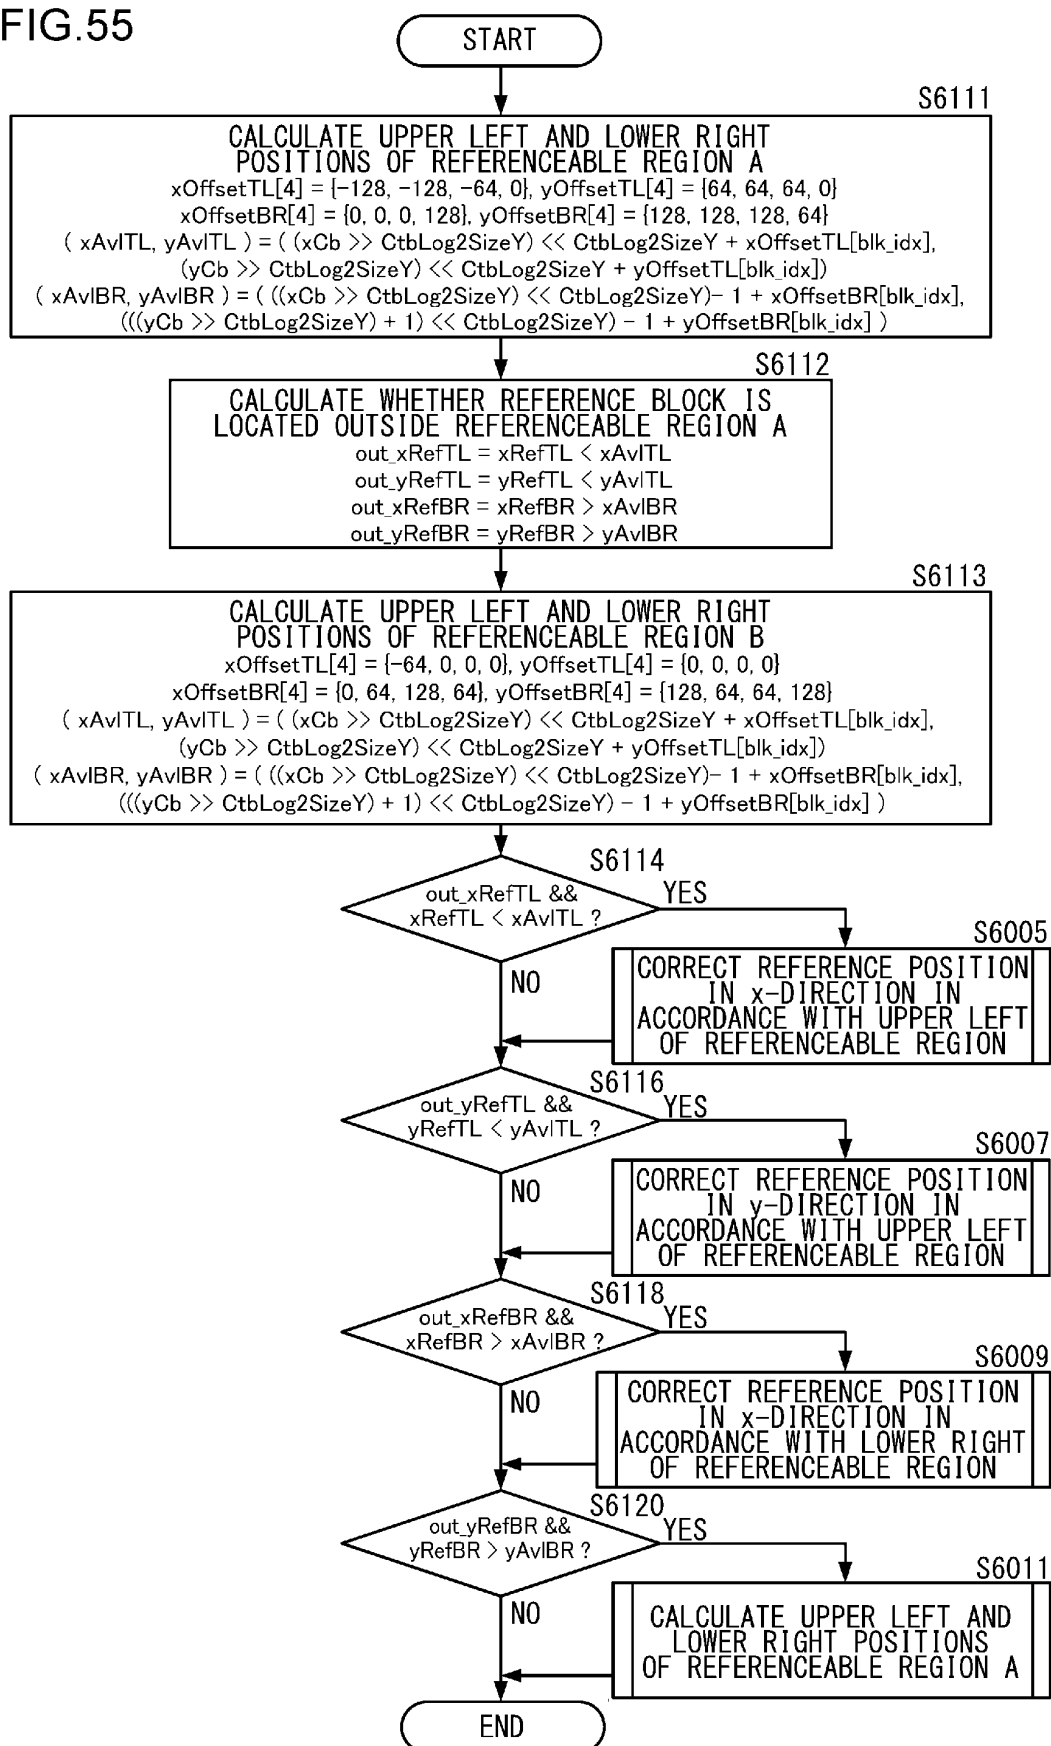 FIG.55
START
S6111
CALCULATE UPPER LEFT AND LOWER RIGHT
POSITIONS OF REFERENCEABLE REGION A
xOffsetTL[4] = {-128, -128, -64, 0}, yOffsetTL[4] = {64, 64, 64, 0}
xOffsetBR[4] = {0, 0, 0, 128}, yOffsetBR[4] = {128, 128, 128, 64}
( xAvlTL, yAvlTL ) = ( (xCb >> CtbLog2SizeY) << CtbLog2SizeY + xOffsetTL[blk_idx],
(yCb >> CtbLog2SizeY) << CtbLog2SizeY + yOffsetTL[blk_idx])
( xAvlBR, yAvlBR ) = ( ((xCb >> CtbLog2SizeY) << CtbLog2SizeY)- 1 + xOffsetBR[blk_idx],
(((yCb >> CtbLog2SizeY) + 1) << CtbLog2SizeY) - 1 + yOffsetBR[blk_idx] )
S6112
CALCULATE WHETHER REFERENCE BLOCK IS
LOCATED OUTSIDE REFERENCEABLE REGION A
out_xRefTL = xRefTL < xAvlTL
out_yRefTL = yRefTL < yAvlTL
out_xRefBR = xRefBR > xAvlBR
out_yRefBR = yRefBR > yAvlBR
S6113
CALCULATE UPPER LEFT AND LOWER RIGHT
POSITIONS OF REFERENCEABLE REGION B
xOffsetTL[4] = {-64, 0, 0, 0}, yOffsetTL[4] = {0, 0, 0, 0}
xOffsetBR[4] = {0, 64, 128, 64}, yOffsetBR[4] = {128, 64, 64, 128}
( xAvlTL, yAvlTL ) = ( (xCb >> CtbLog2SizeY) << CtbLog2SizeY + xOffsetTL[blk_idx],
(yCb >> CtbLog2SizeY) << CtbLog2SizeY + yOffsetTL[blk_idx])
( xAvlBR, yAvlBR ) = ( ((xCb >> CtbLog2SizeY) << CtbLog2SizeY)- 1 + xOffsetBR[blk_idx],
(((yCb >> CtbLog2SizeY) + 1) << CtbLog2SizeY) - 1 + yOffsetBR[blk_idx] )
S6114
out_xRefTL &&
xRefTL < xAvlTL ?
YES
NO
S6005
CORRECT REFERENCE POSITION
IN x-DIRECTION IN
ACCORDANCE WITH UPPER LEFT
OF REFERENCEABLE REGION
S6116
out_yRefTL &&
yRefTL < yAvlTL ?
YES
NO
S6007
CORRECT REFERENCE POSITION
IN y-DIRECTION IN
ACCORDANCE WITH UPPER LEFT
OF REFERENCEABLE REGION
S6118
out_xRefBR &&
xRefBR > xAvlBR ?
YES
NO
S6009
CORRECT REFERENCE POSITION
IN x-DIRECTION IN
ACCORDANCE WITH LOWER RIGHT
OF REFERENCEABLE REGION
S6120
out_yRefBR &&
yRefBR > yAvlBR ?
YES
NO
S6011
CALCULATE UPPER LEFT AND
LOWER RIGHT POSITIONS
OF REFERENCEABLE REGION A
END